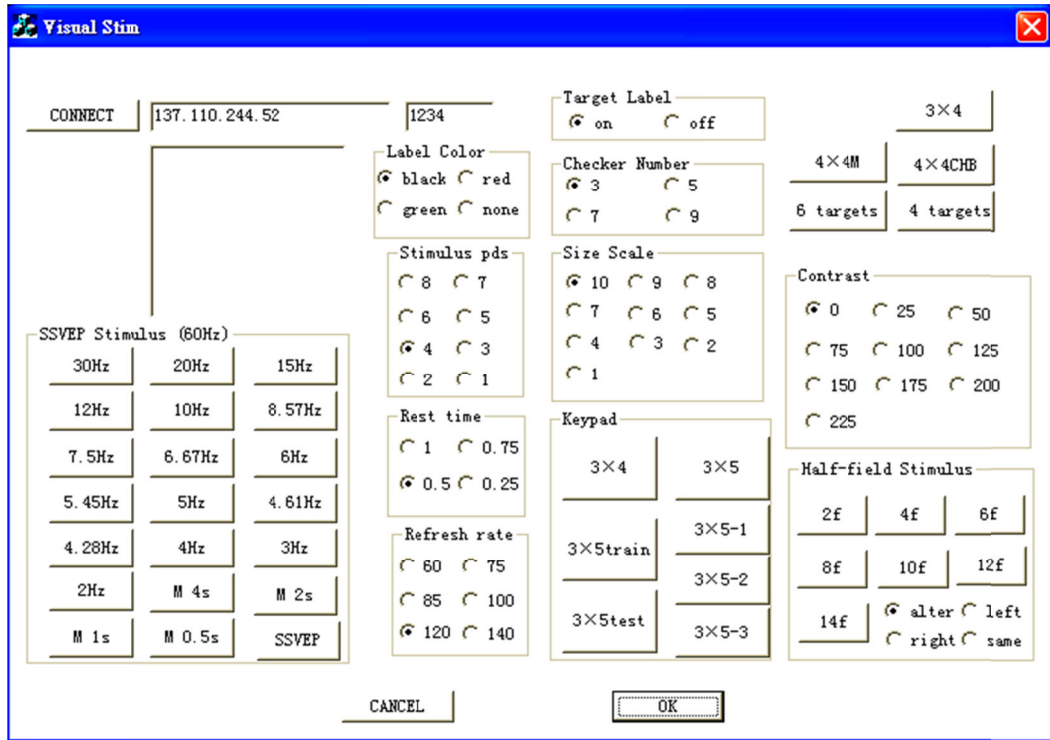 Visual Stim
CONNECT
137.110.244.52
1234
Label Color
black red
green none
Target Label
on off
Checker Number
3 5
7 9
3×4
4×4M 4×4CHB
6 targets 4 targets
SSVEP Stimulus (60Hz)
30Hz 20Hz 15Hz
12Hz 10Hz 8.57Hz
7.5Hz 6.67Hz 6Hz
5.45Hz 5Hz 4.61Hz
4.28Hz 4Hz 3Hz
2Hz M 4s M 2s
M 1s M 0.5s SSVEP
Stimulus pds
8 7
6 5
4 3
2 1
Rest time
1 0.75
0.5 0.25
Refresh rate
60 75
85 100
120 140
Size Scale
10 9 8
7 6 5
4 3 2
1
Keypad
3×4 3×5
3×5train 3×5-1
3×5-2
3×5test 3×5-3
Contrast
0 25 50
75 100 125
150 175 200
225
Half-field Stimulus
2f 4f 6f
8f 10f 12f
14f alter left
right same
CANCEL OK